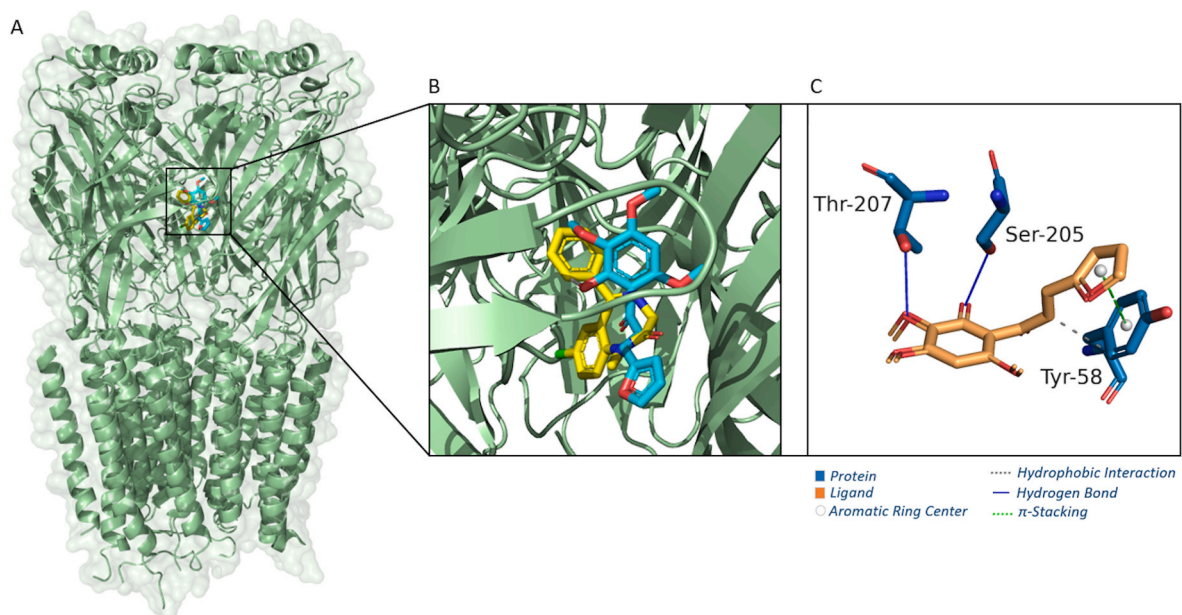 A
B
C
Thr-207
Ser-205
Tyr-58
Protein
Ligand
Aromatic Ring Center
Hydrophobic Interaction
Hydrogen Bond
π-Stacking